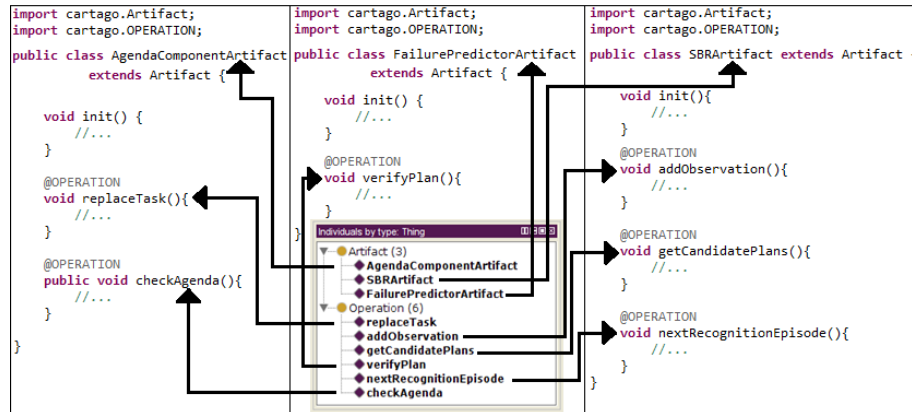 import cartago.Artifact;
import cartago.OPERATION;
public class AgendaComponentArtifact
extends Artifact {
void init() {
//...
}
@OPERATION
void replaceTask(){
//...
}
@OPERATION
public void checkAgenda(){
//...
}
}
import cartago.Artifact;
import cartago.OPERATION;
public class FailurePredictorArtifact
extends Artifact {
void init() {
//...
}
@OPERATION
void verifyPlan(){
//...
}
}
Individuals by type: Thing
Artifact (3)
AgendaComponentArtifact
SBRArtifact
FailurePredictorArtifact
Operation (6)
replaceTask
addObservation
getCandidatePlans
verifyPlan
nextRecognitionEpisode
checkAgenda
import cartago.Artifact;
import cartago.OPERATION;
public class SBRArtifact extends Artifact {
void init(){
//...
}
@OPERATION
void addObservation(){
//...
}
@OPERATION
void getCandidatePlans(){
//...
}
@OPERATION
void nextRecognitionEpisode(){
//...
}
}